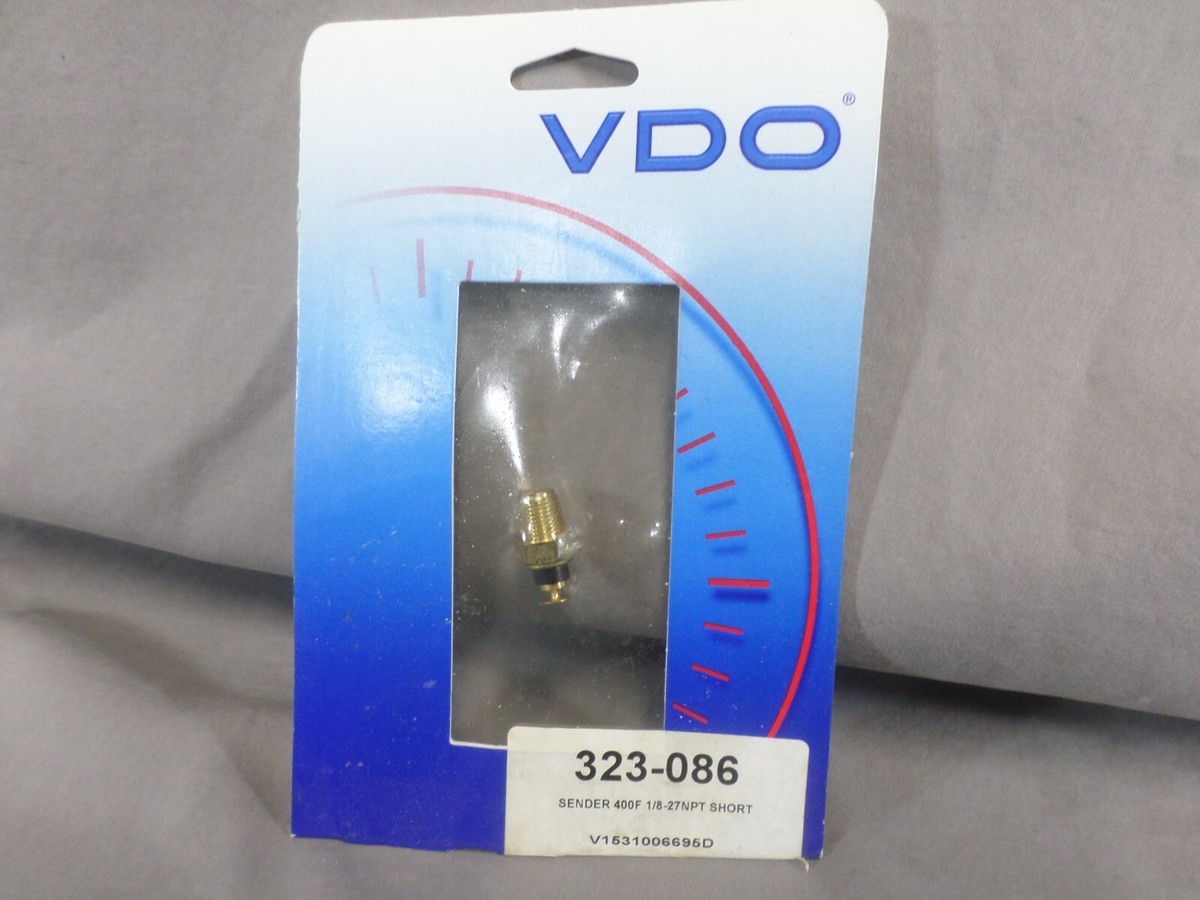 VDO®
323-086
SENDER 400F 1/8-27NPT SHORT
V1531006695D